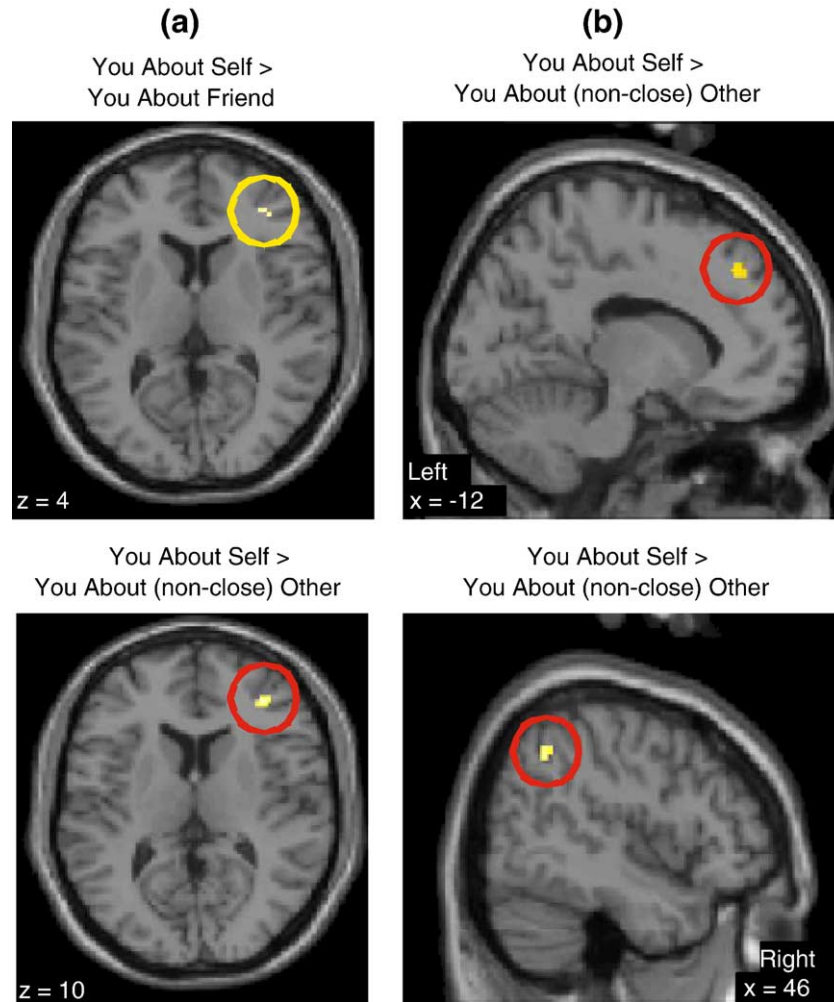 (a)
You About Self >
You About Friend
z = 4
You About Self >
You About (non-close) Other
z = 10
(b)
You About Self >
You About (non-close) Other
Left
x = -12
You About Self >
You About (non-close) Other
Right
x = 46